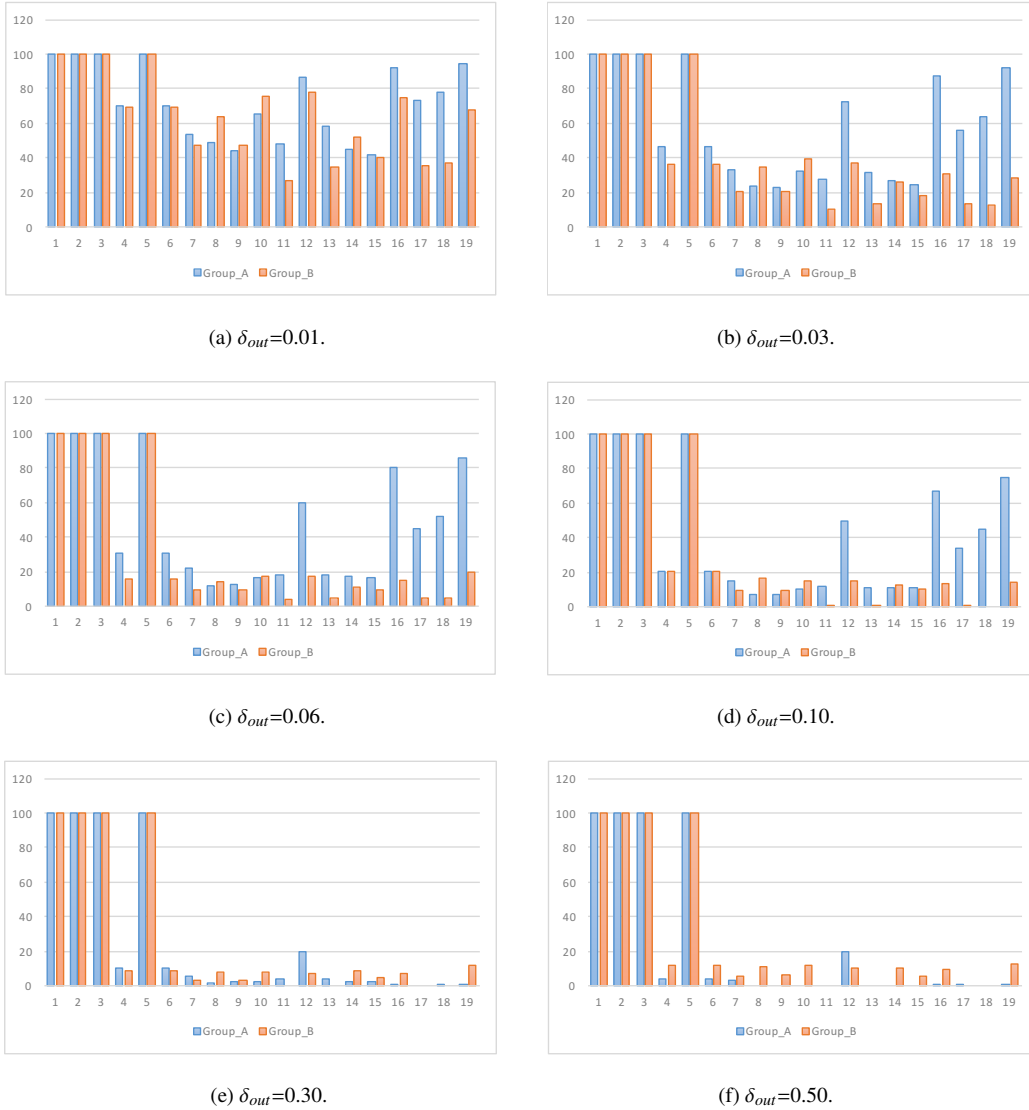 120
100
80
60
40
20
0
1 2 3 4 5 6 7 8 9 10 11 12 13 14 15 16 17 18 19
Group_A Group_B
(a) δout=0.01.
120
100
80
60
40
20
0
1 2 3 4 5 6 7 8 9 10 11 12 13 14 15 16 17 18 19
Group_A Group_B
(b) δout=0.03.
120
100
80
60
40
20
0
1 2 3 4 5 6 7 8 9 10 11 12 13 14 15 16 17 18 19
Group_A Group_B
(c) δout=0.06.
120
100
80
60
40
20
0
1 2 3 4 5 6 7 8 9 10 11 12 13 14 15 16 17 18 19
Group_A Group_B
(d) δout=0.10.
120
100
80
60
40
20
0
1 2 3 4 5 6 7 8 9 10 11 12 13 14 15 16 17 18 19
Group_A Group_B
(e) δout=0.30.
120
100
80
60
40
20
0
1 2 3 4 5 6 7 8 9 10 11 12 13 14 15 16 17 18 19
Group_A Group_B
(f) δout=0.50.